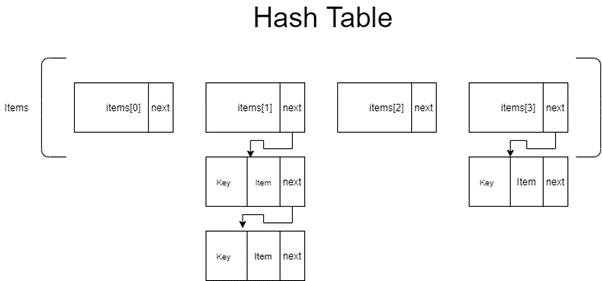 Hash Table
Items
items[0] next items[1] next items[2] next items[3] next
Key Item next Key Item next
Key Item next